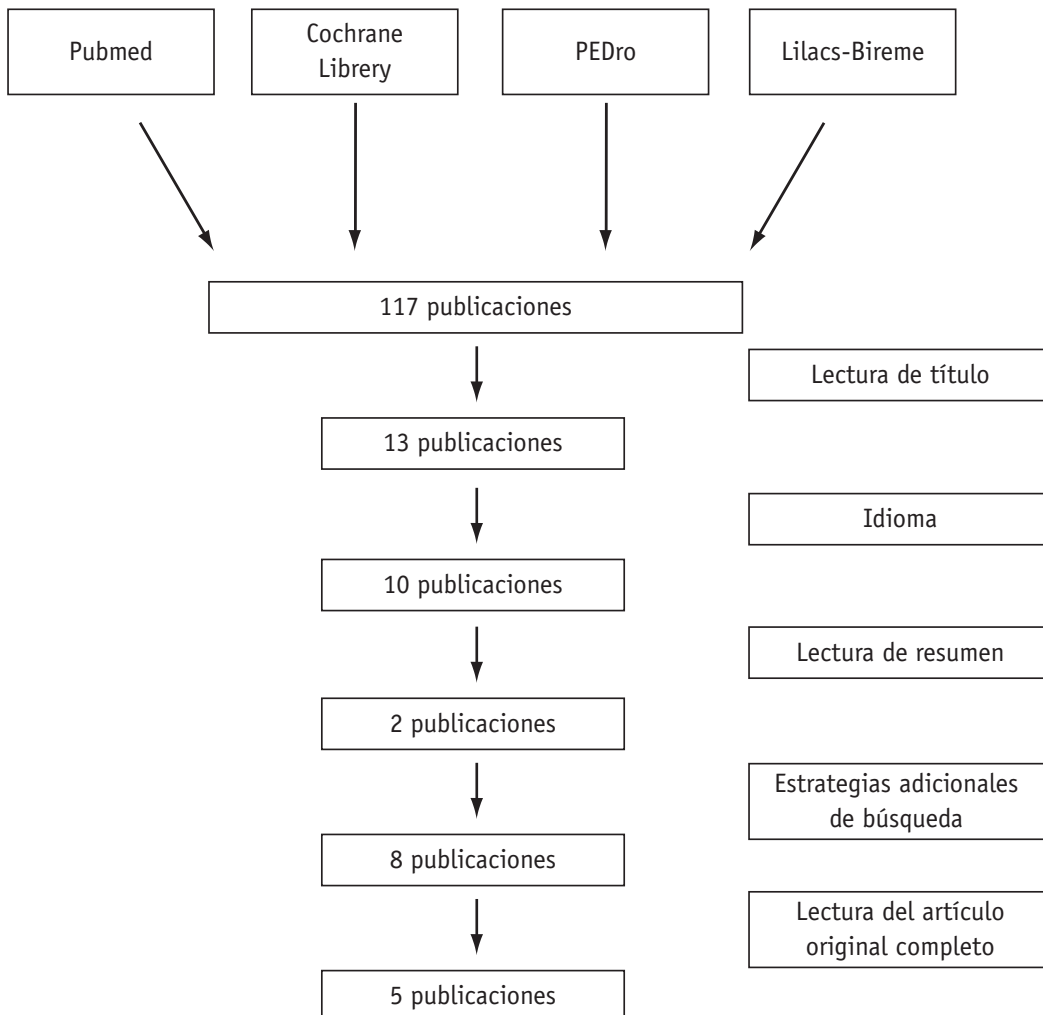 Pubmed
Cochrane
Librery
PEDro
Lilacs-Bireme
117 publicaciones
Lectura de título
13 publicaciones
Idioma
10 publicaciones
Lectura de resumen
2 publicaciones
Estrategias adicionales
de búsqueda
8 publicaciones
Lectura del artículo
original completo
5 publicaciones